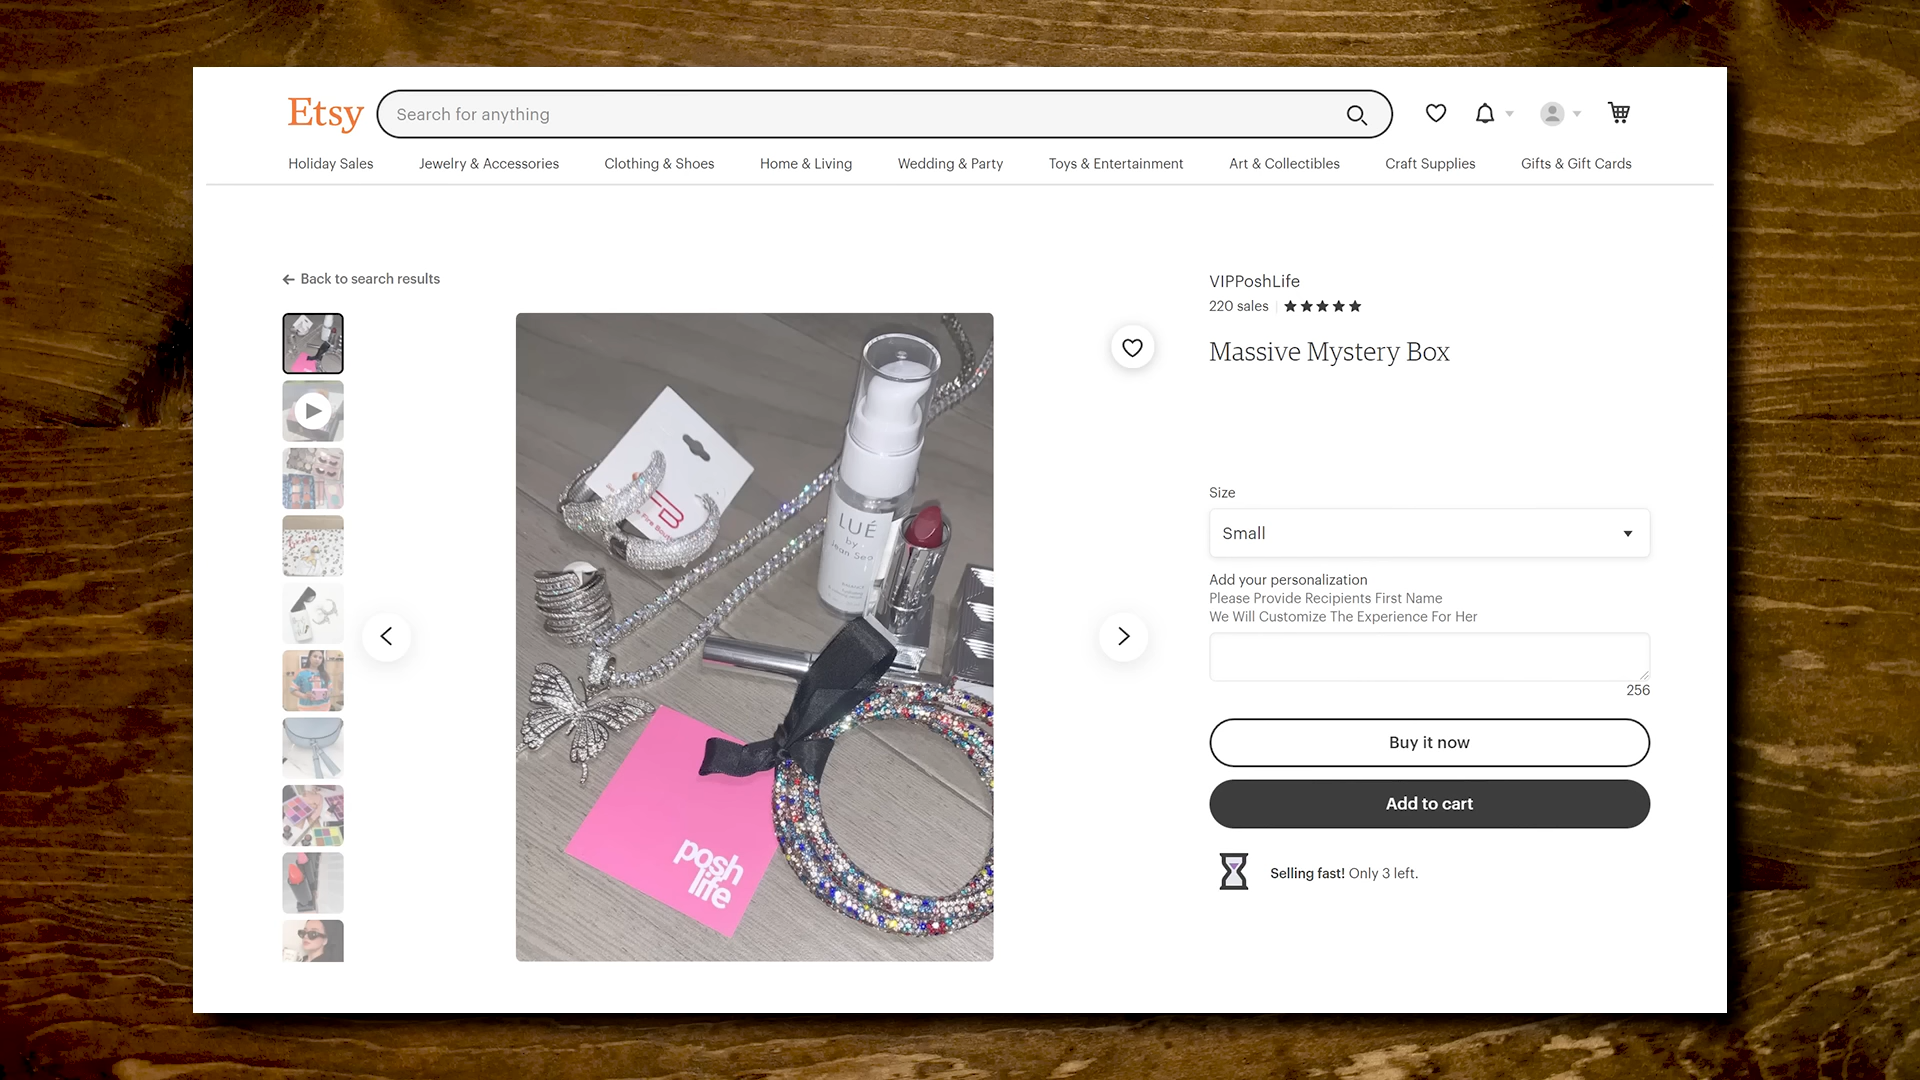 Etsy
Search for anything
Holiday Sales
Jewelry & Accessories
Clothing & Shoes
Home & Living
Wedding & Party
Toys & Entertainment
Art & Collectibles
Craft Supplies
Gifts & Gift Cards
Back to search results
VIPPoshLife
220 sales
Massive Mystery Box
Size
Small
Add your personalization
Please Provide Recipients First Name
We Will Customize The Experience For Her
256
Buy it now
Add to cart
Selling fast! Only 3 left.
LUÉ
by
Jean Seo
posh
life